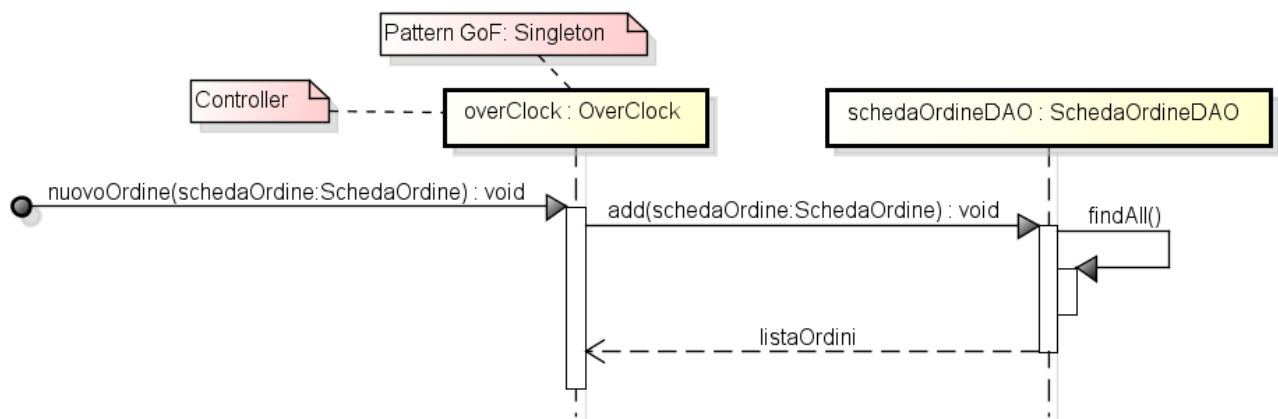 Pattern GoF: Singleton
Controller
overClock : OverClock
schedaOrdineDAO : SchedaOrdineDAO
nuovoOrdine(schedaOrdine:SchedaOrdine) : void
add(schedaOrdine:SchedaOrdine) : void
findAll()
listaOrdini